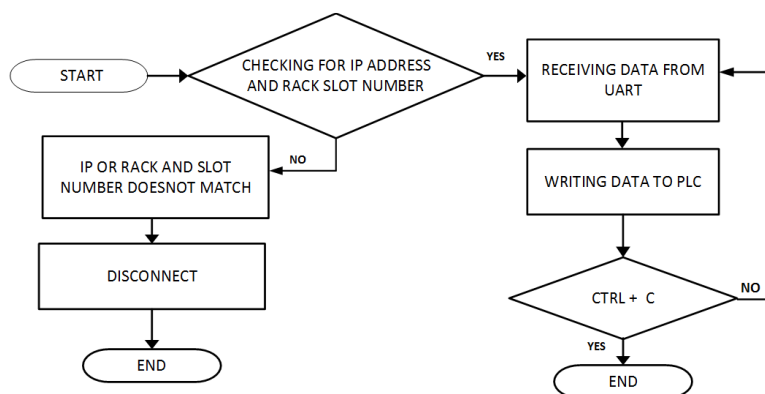 START
CHECKING FOR IP ADDRESS
AND RACK SLOT NUMBER
YES
RECEIVING DATA FROM
UART
NO
IP OR RACK AND SLOT
NUMBER DOESNOT MATCH
WRITING DATA TO PLC
DISCONNECT
CTRL + C
NO
YES
END
END